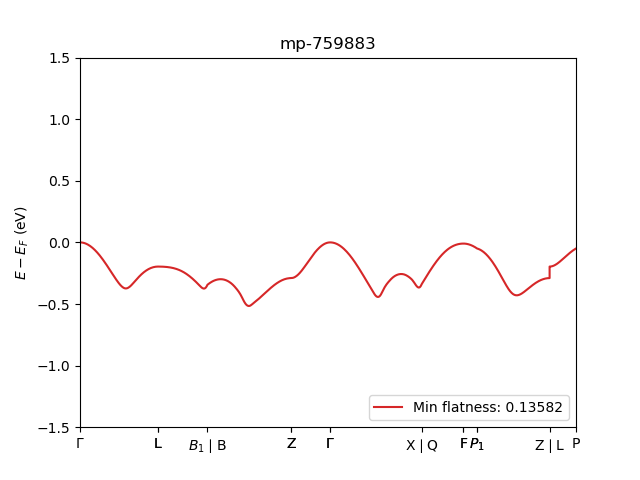 mp-759883
E − E_F (eV)
1.5
1.0
0.5
0.0
−0.5
−1.0
−1.5
Min flatness: 0.13582
Γ L B₁ | B Z Γ X | Q F P₁ Z | L P